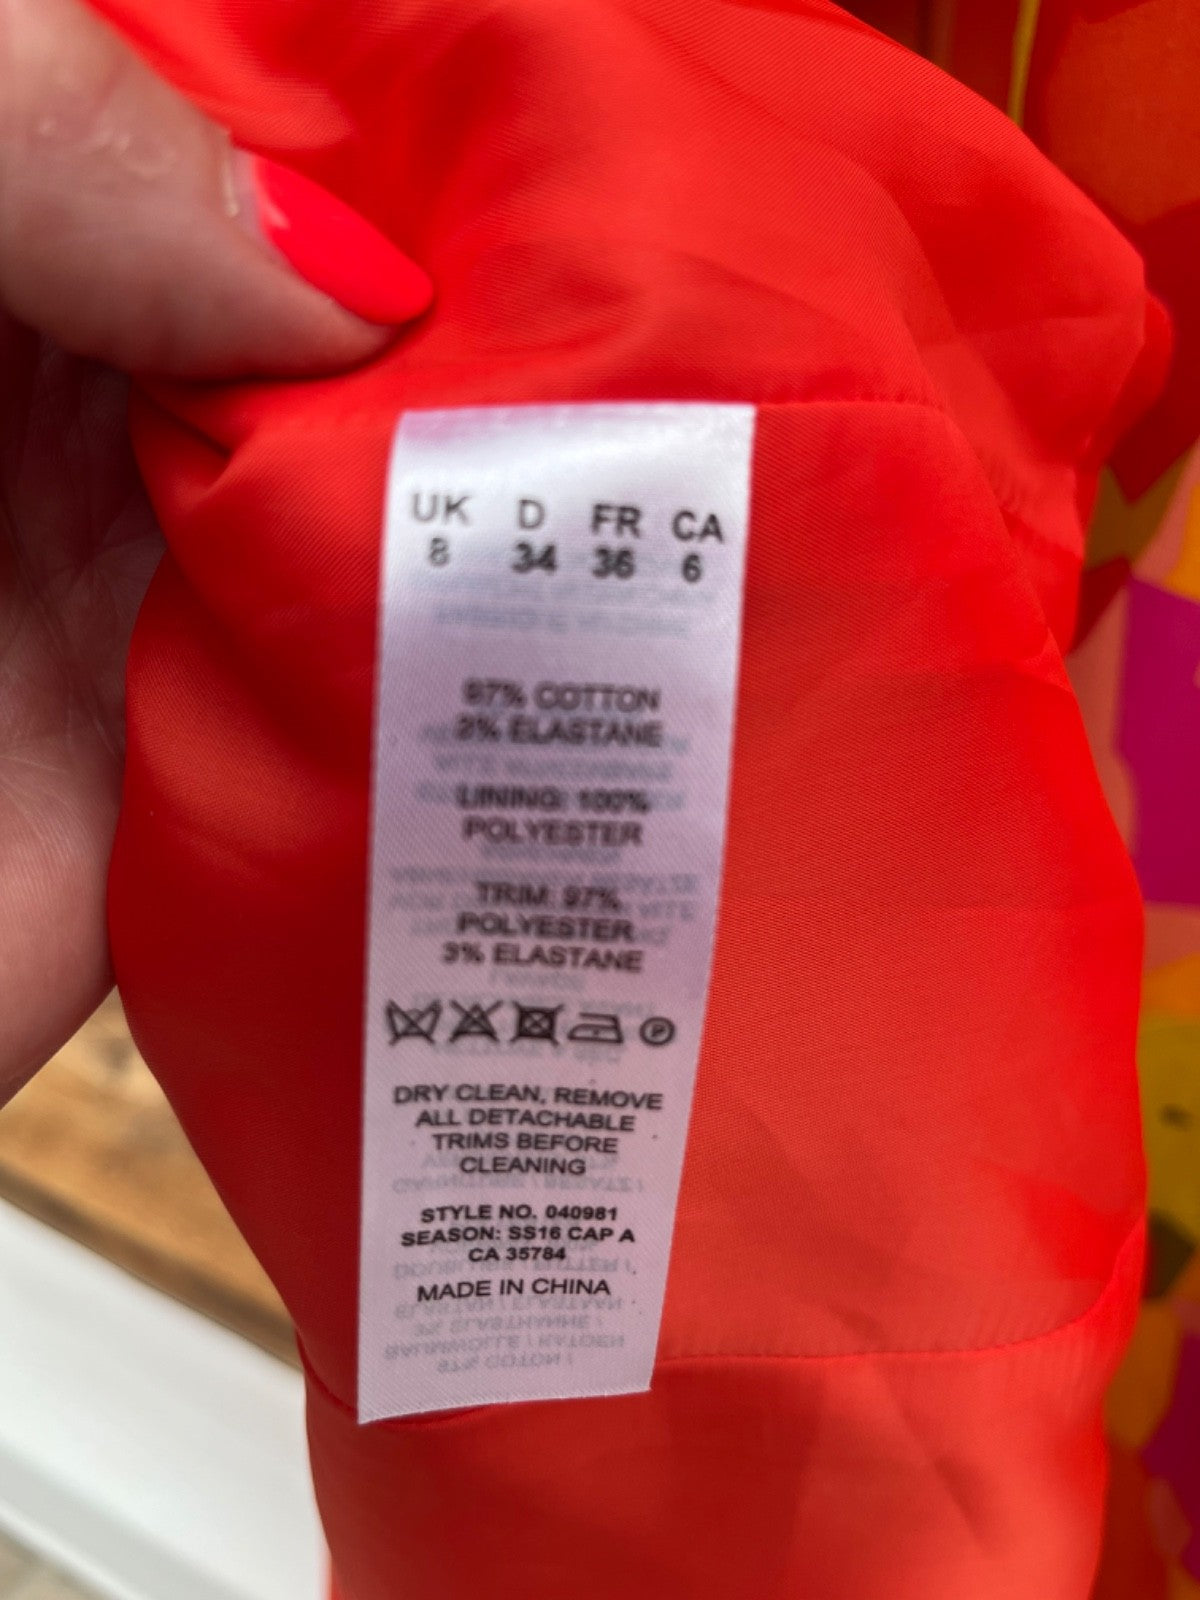 UK D FR CA
8 34 36 6
97% COTTON
3% ELASTANE
LINING: 100%
POLYESTER
TRIM: 97%
POLYESTER
3% ELASTANE
P
DRY CLEAN, REMOVE
ALL DETACHABLE
TRIMS BEFORE
CLEANING
STYLE NO. 040981
SEASON: SS16 CAP A
CA 35784
MADE IN CHINA